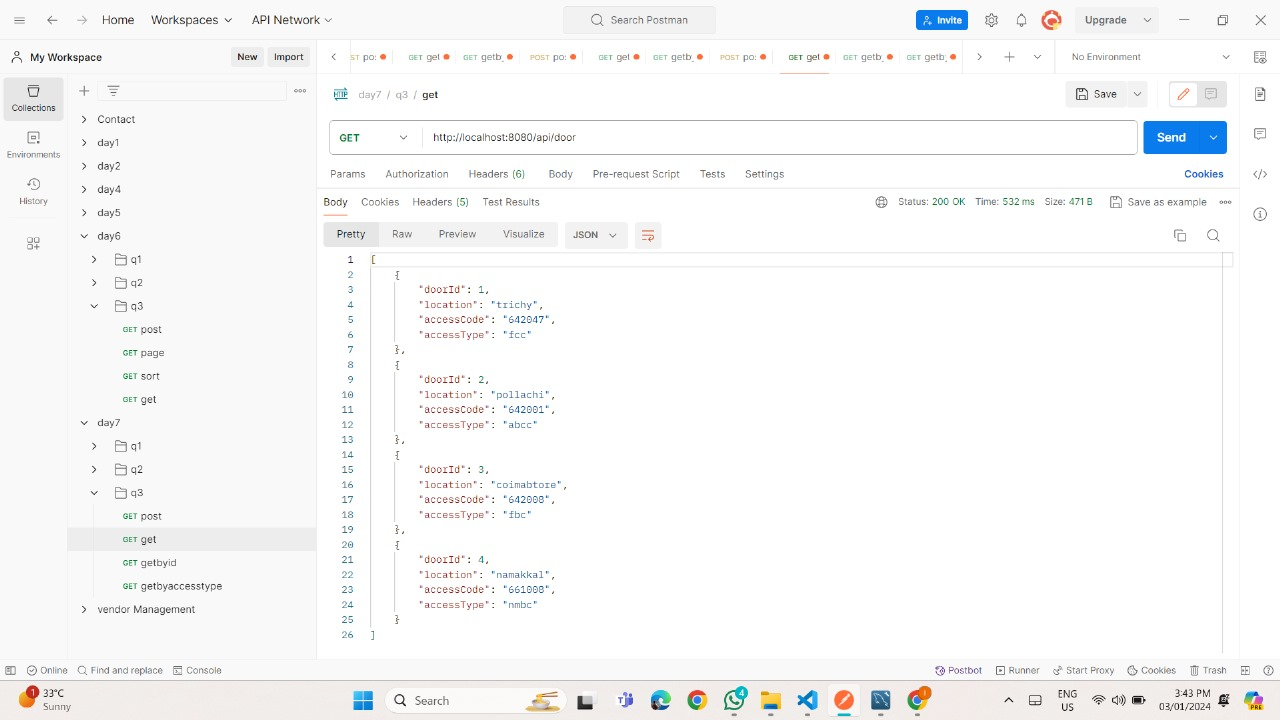 Home Workspaces API Network Search Postman Invite Upgrade
My Workspace New Import
po: get getb POST po: get getb POST po: get getb getb No Environment
Collections
Environments
History
Contact
day1
day2
day4
day5
day6
q1
q2
q3
GET post
GET page
GET sort
GET get
day7
q1
q2
q3
GET post
GET get
GET getbyid
GET getbyaccesstype
vendor Management
HTTP day7 / q3 / get Save
GET http://localhost:8080/api/door Send
Params Authorization Headers (6) Body Pre-request Script Tests Settings Cookies
Body Cookies Headers (5) Test Results Status: 200 OK Time: 532 ms Size: 471 B Save as example
Pretty Raw Preview Visualize JSON
1 [
2 {
3 "doorId": 1,
4 "location": "trichy",
5 "accessCode": "642047",
6 "accessType": "fcc"
7 },
8 {
9 "doorId": 2,
10 "location": "pollachi",
11 "accessCode": "642001",
12 "accessType": "abcc"
13 },
14 {
15 "doorId": 3,
16 "location": "coimabtore",
17 "accessCode": "642008",
18 "accessType": "fbc"
19 },
20 {
21 "doorId": 4,
22 "location": "namakkal",
23 "accessCode": "661008",
24 "accessType": "nmbc"
25 }
26 ]
Online Find and replace Console Postbot Runner Start Proxy Cookies Trash
1 33°C
Sunny
Search
4
ENG
US
3:43 PM
03/01/2024
PRE